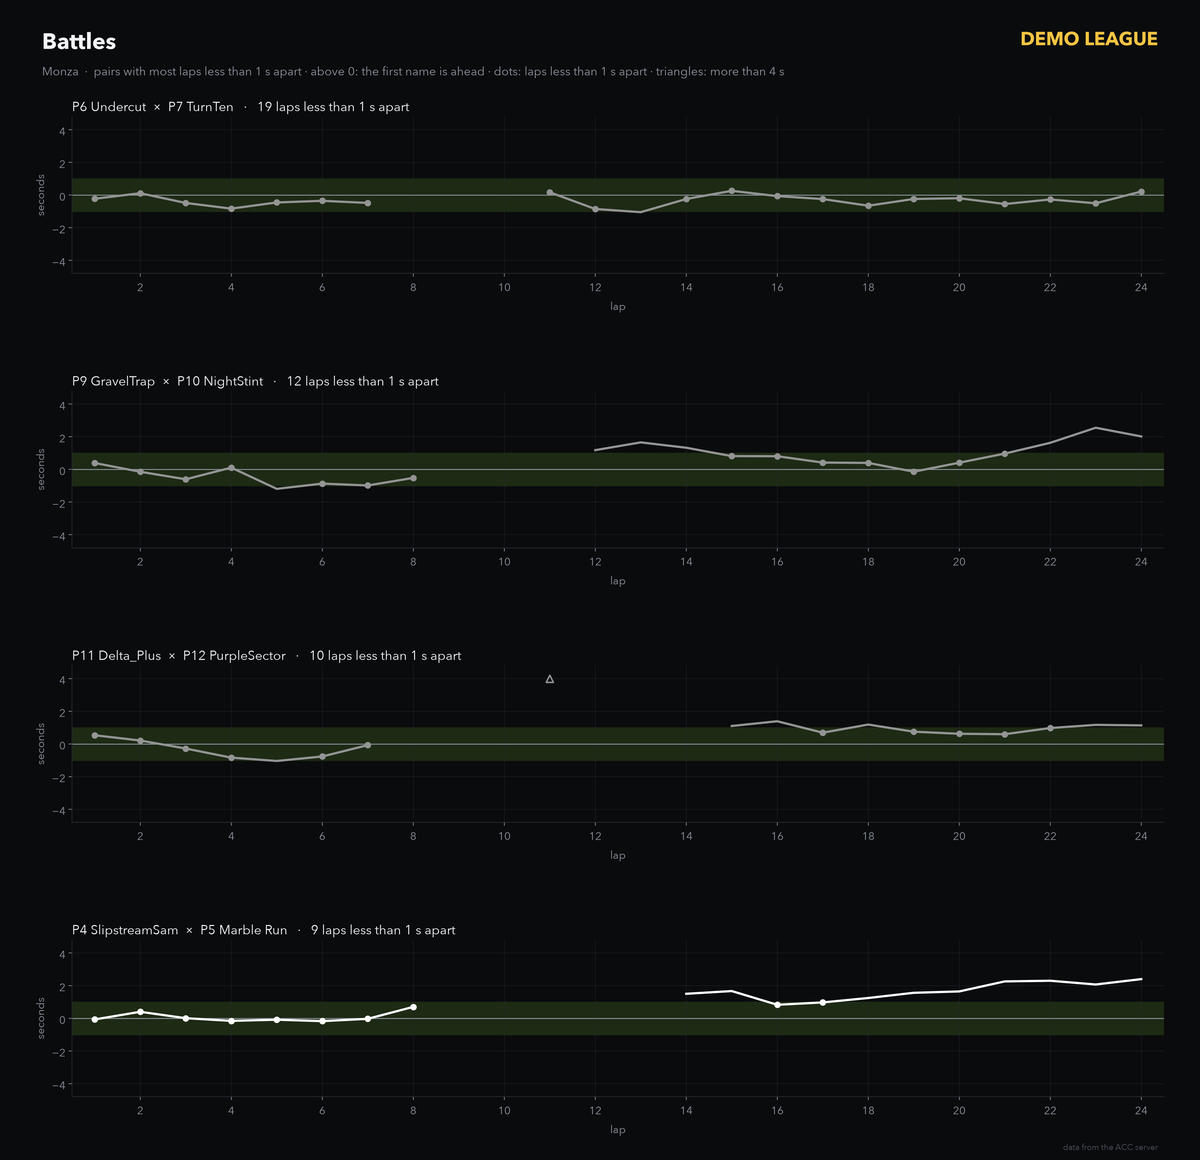 Battles
DEMO LEAGUE
Monza · pairs with most laps less than 1 s apart · above 0: the first name is ahead · dots: laps less than 1 s apart · triangles: more than 4 s
P6 Undercut × P7 TurnTen · 19 laps less than 1 s apart
4
2
0
−2
−4
seconds
2 4 6 8 10 12 14 16 18 20 22 24
lap
P9 GravelTrap × P10 NightStint · 12 laps less than 1 s apart
4
2
0
−2
−4
seconds
2 4 6 8 10 12 14 16 18 20 22 24
lap
P11 Delta_Plus × P12 PurpleSector · 10 laps less than 1 s apart
4
2
0
−2
−4
seconds
2 4 6 8 10 12 14 16 18 20 22 24
lap
P4 SlipstreamSam × P5 Marble Run · 9 laps less than 1 s apart
4
2
0
−2
−4
seconds
2 4 6 8 10 12 14 16 18 20 22 24
lap
data from the ACC server